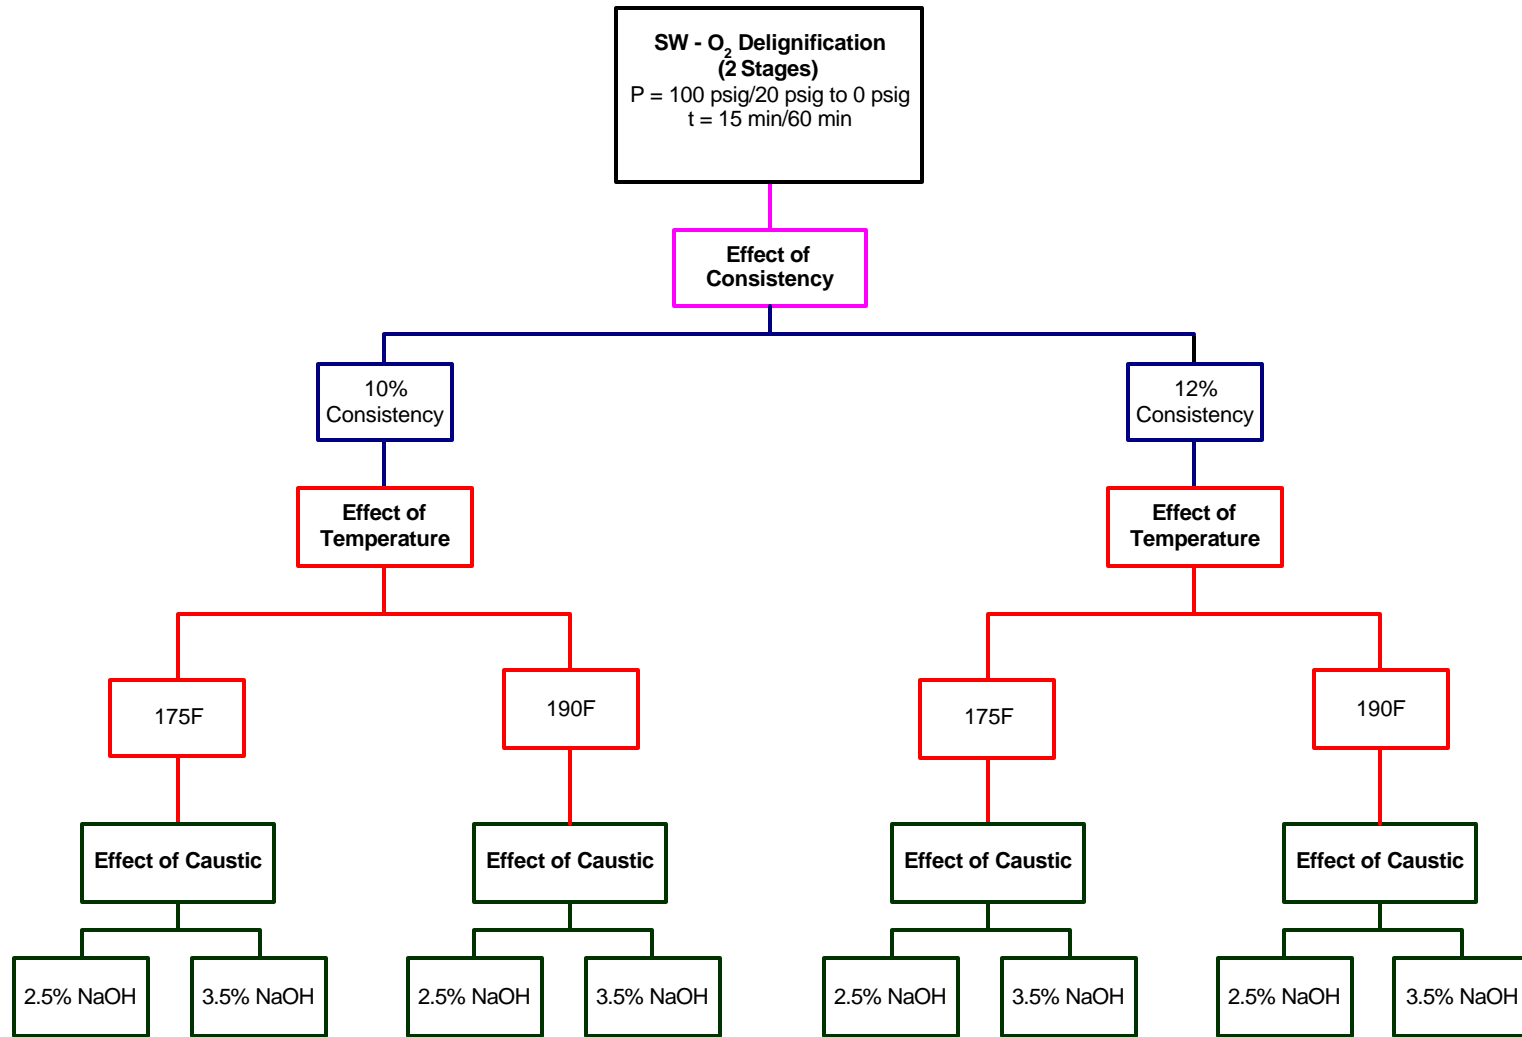 SW - O2 Delignification
(2 Stages)
P = 100 psig/20 psig to 0 psig
t = 15 min/60 min
Effect of
Consistency
10%
Consistency
12%
Consistency
Effect of
Temperature
Effect of
Temperature
175F
190F
175F
190F
Effect of Caustic
Effect of Caustic
Effect of Caustic
Effect of Caustic
2.5% NaOH
3.5% NaOH
2.5% NaOH
3.5% NaOH
2.5% NaOH
3.5% NaOH
2.5% NaOH
3.5% NaOH